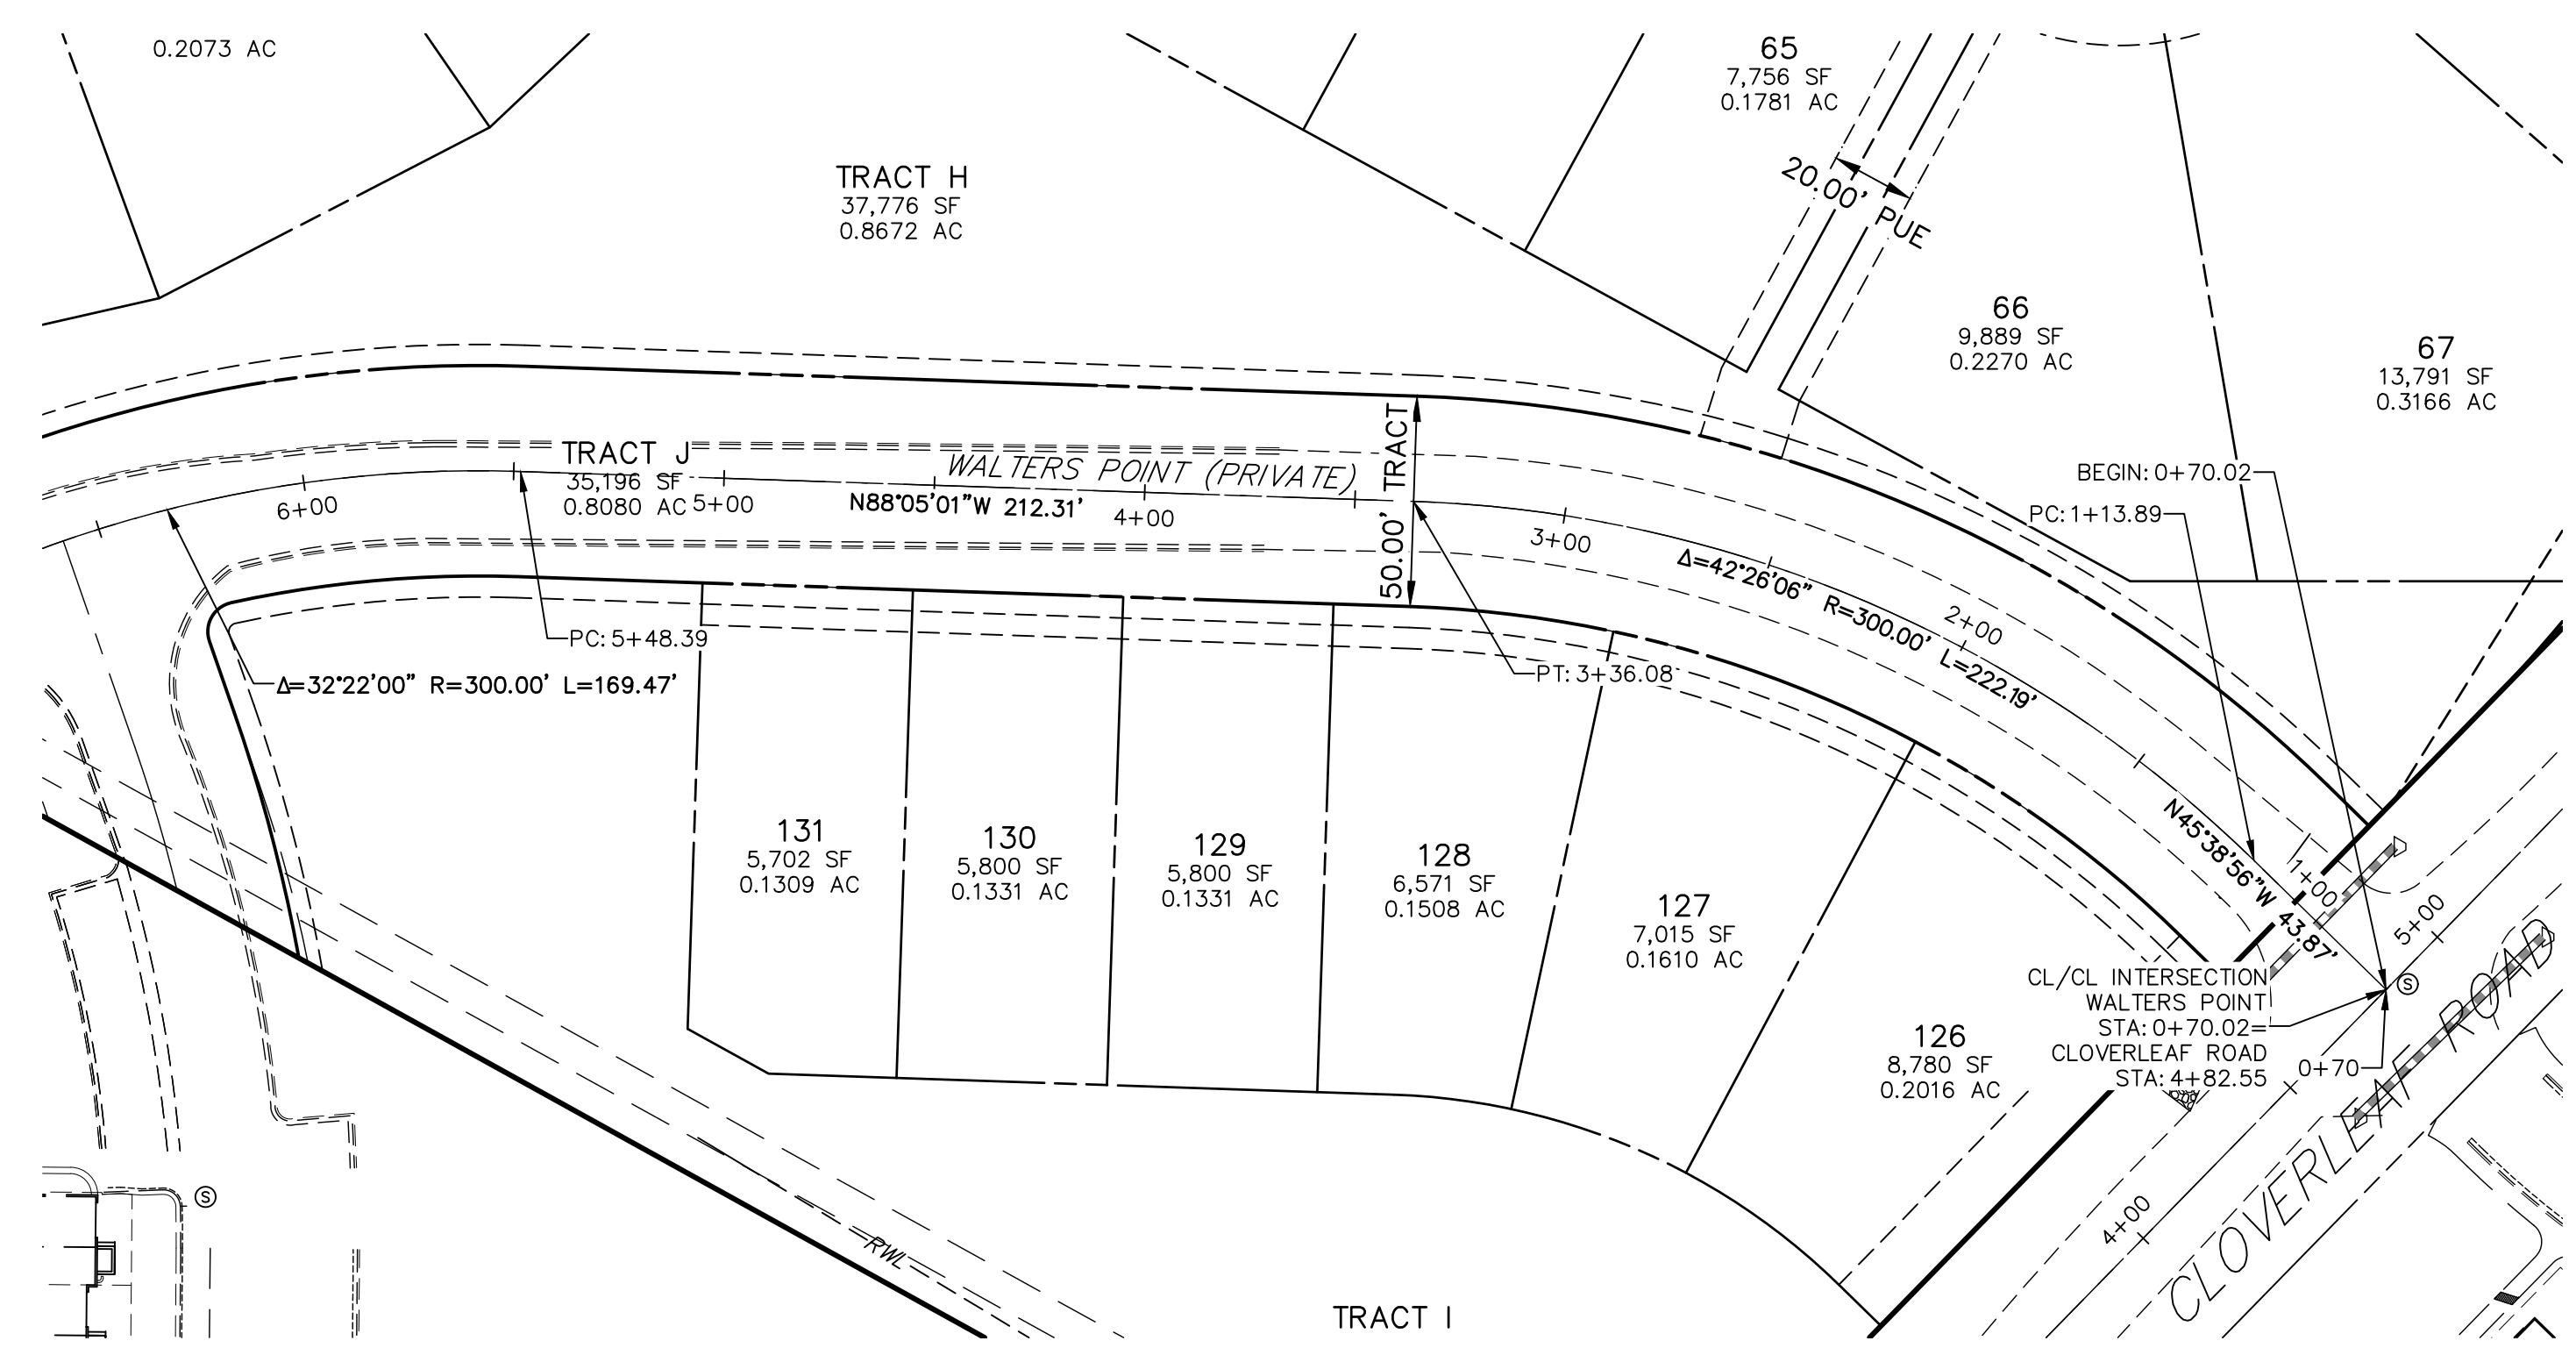 0.2073 AC
TRACT H
37,776 SF
0.8672 AC
65
7,756 SF
0.1781 AC
20.00' PUE
66
9,889 SF
0.2270 AC
67
13,791 SF
0.3166 AC
BEGIN: 0+70.02
PC: 1+13.89
TRACT J
35,196 SF
0.8080 AC
WALTERS POINT (PRIVATE)
N88°05'01"W 212.31'
50.00' TRACT
6+00
5+00
4+00
3+00
2+00
1+00
Δ=42°26'06" R=300.00' L=222.19'
PC: 5+48.39
PT: 3+36.08
Δ=32°22'00" R=300.00' L=169.47'
N45°38'56"W 43.87'
131
5,702 SF
0.1309 AC
130
5,800 SF
0.1331 AC
129
5,800 SF
0.1331 AC
128
6,571 SF
0.1508 AC
127
7,015 SF
0.1610 AC
126
8,780 SF
0.2016 AC
CL/CL INTERSECTION
WALTERS POINT
STA: 0+70.02=
CLOVERLEAF ROAD
STA: 4+82.55
0+70
5+00
4+00
S
CLOVERLEAF ROAD
S
RWL
TRACT I